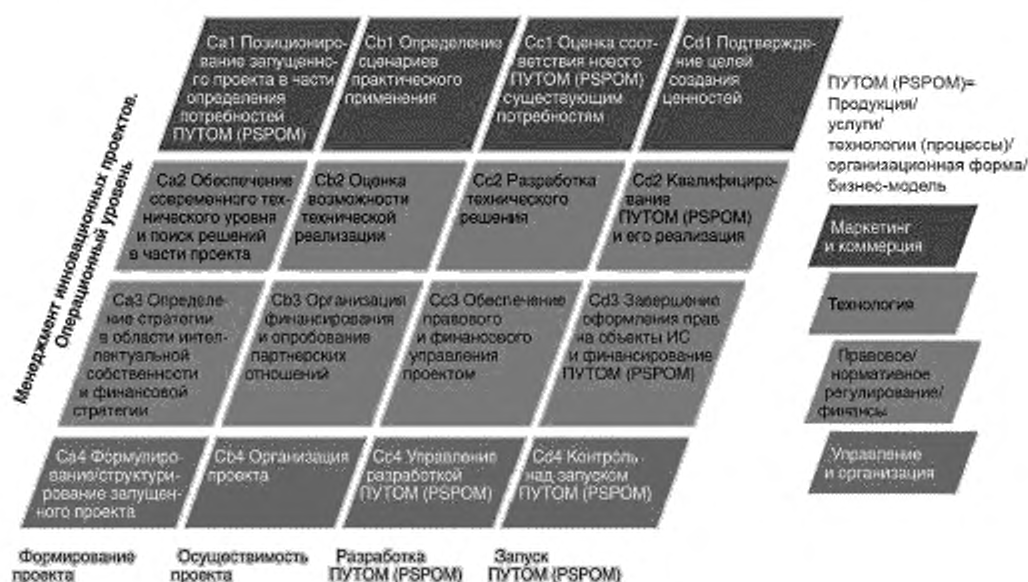 Менеджмент инновационных проектов.
Операционный уровень
Ca1 Позициониро-
вание запущенно-
го проекта в части
определения
потребностей
ПУТОМ (PSPOM)
Cb1 Определение
сценариев
практического
применения
Cc1 Оценка соот-
ветствия нового
ПУТОМ (PSPOM)
существующим
потребностям
Cd1 Подтвержде-
ние целей
создания
ценностей
Ca2 Обеспечение
ссовременного тех-
нического уровня
и поиск решений
в части проекта
Cb2 Оценка
возможности
технической
реализации
Cc2 Разработка
технического
решения
Cd2 Квалифициро-
вание
ПУТОМ (PSPOM)
и его реализация
Ca3 Определе-
ние стратегии
в области интел-
лектуальной
собственности
и финансовой
стратегии
Cb3 Организация
финансирования
и опробование
партнерских
отношений
Cc3 Обеспечение
правового
и финансового
управления
проектом
Cd3 Завершение
оформления прав
на объекты ИС
и финансирование
ПУТОМ (PSPOM)
Ca4 Формулиро-
вание/структури-
рование запущен-
ного проекта
Cb4 Организация
проекта
Cc4 Управление
разработкой
ПУТОМ (PSPOM)
Cd4 Контроль
над запуском
ПУТОМ (PSPOM)
Формирование
проекта
Осуществимость
проекта
Разработка
ПУТОМ (PSPOM)
Запуск
ПУТОМ (PSPOM)
ПУТОМ (PSPOM)=
Продукция/
услуги/
технологии (процессы)/
организационная форма/
бизнес-модель
Маркетинг
и коммерция
Технология
Правовое/
нормативное
регулирование/
финансы
Управление
и организация